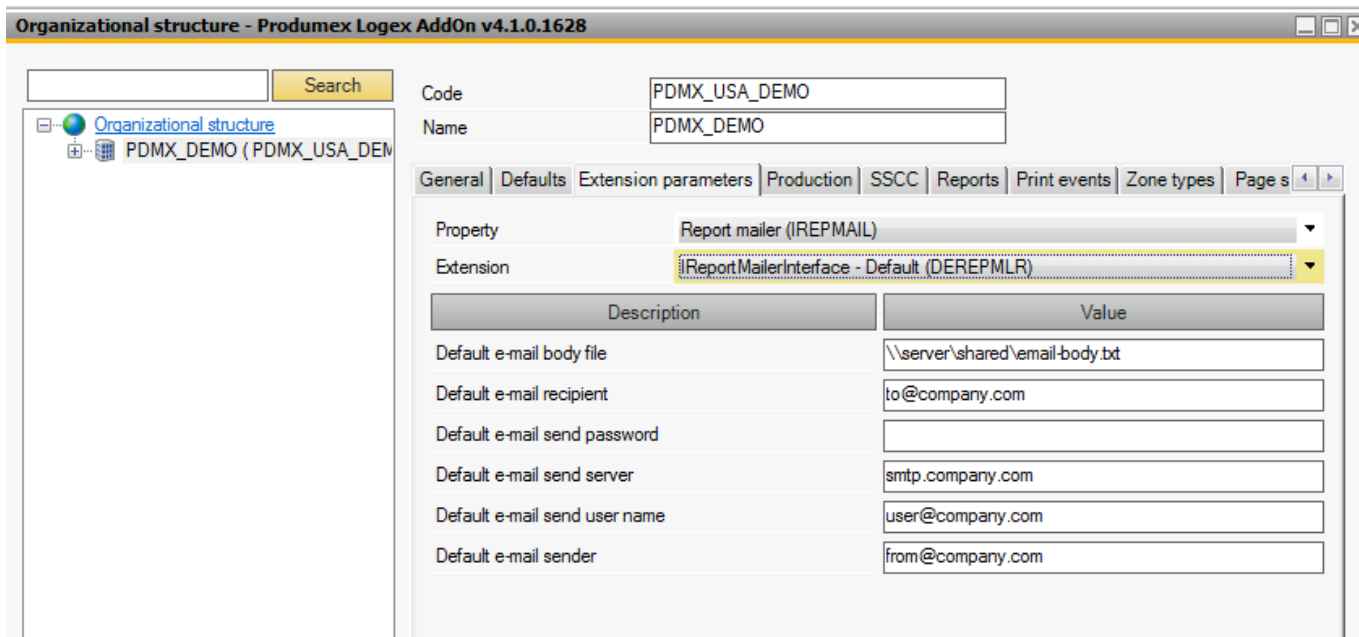 Organizational structure - Produmex Logex AddOn v4.1.0.1628
Search
Organizational structure
PDMX_DEMO ( PDMX_USA_DEM
Code PDMX_USA_DEMO
Name PDMX_DEMO
General Defaults Extension parameters Production SSCC Reports Print events Zone types Page s
Property Report mailer (IREPMAIL)
Extension IReportMailerInterface - Default (DEREPMLR)
Description Value
Default e-mail body file \\server\shared\email-body.txt
Default e-mail recipient to@company.com
Default e-mail send password
Default e-mail send server smtp.company.com
Default e-mail send user name user@company.com
Default e-mail sender from@company.com